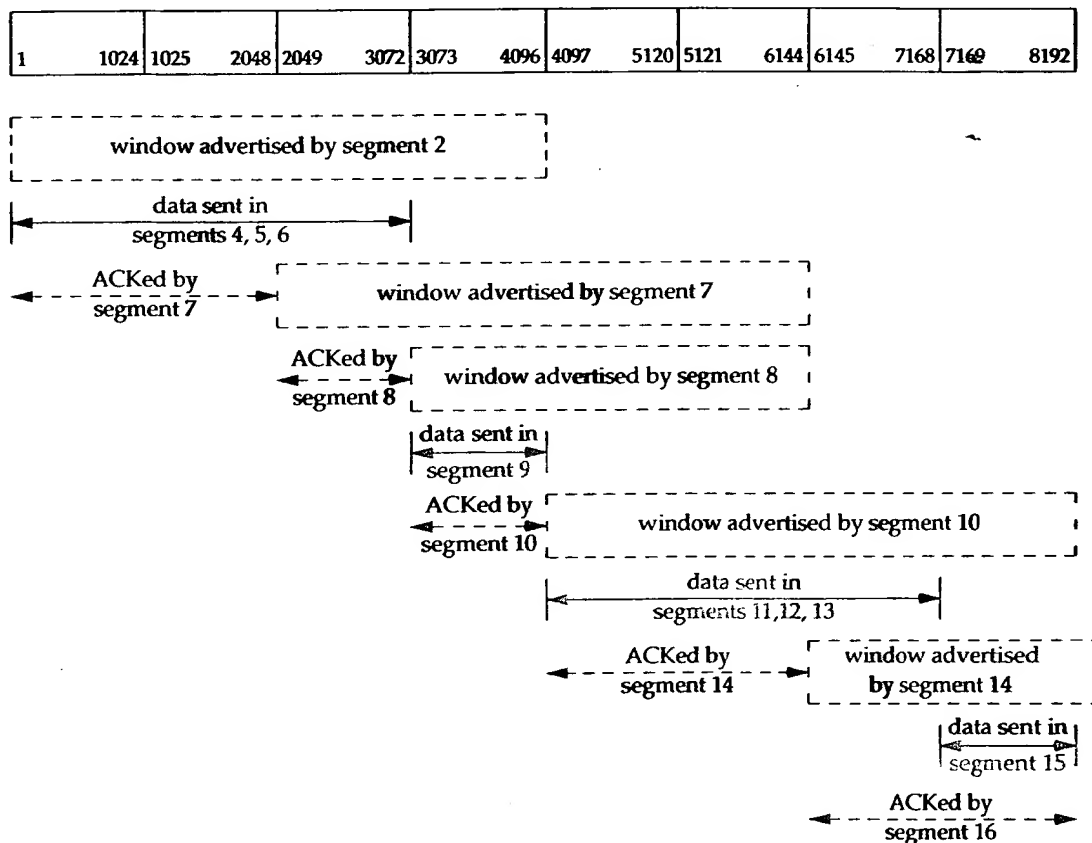 1 1024 1025 2048 2049 3072 3073 4096 4097 5120 5121 6144 6145 7168 7169 8192
window advertised by segment 2
data sent in
segments 4, 5, 6
ACKed by
segment 7
window advertised by segment 7
ACKed by
segment 8
window advertised by segment 8
data sent in
segment 9
ACKed by
segment 10
window advertised by segment 10
data sent in
segments 11,12, 13
ACKed by
segment 14
window advertised
by segment 14
data sent in
segment 15
ACKed by
segment 16